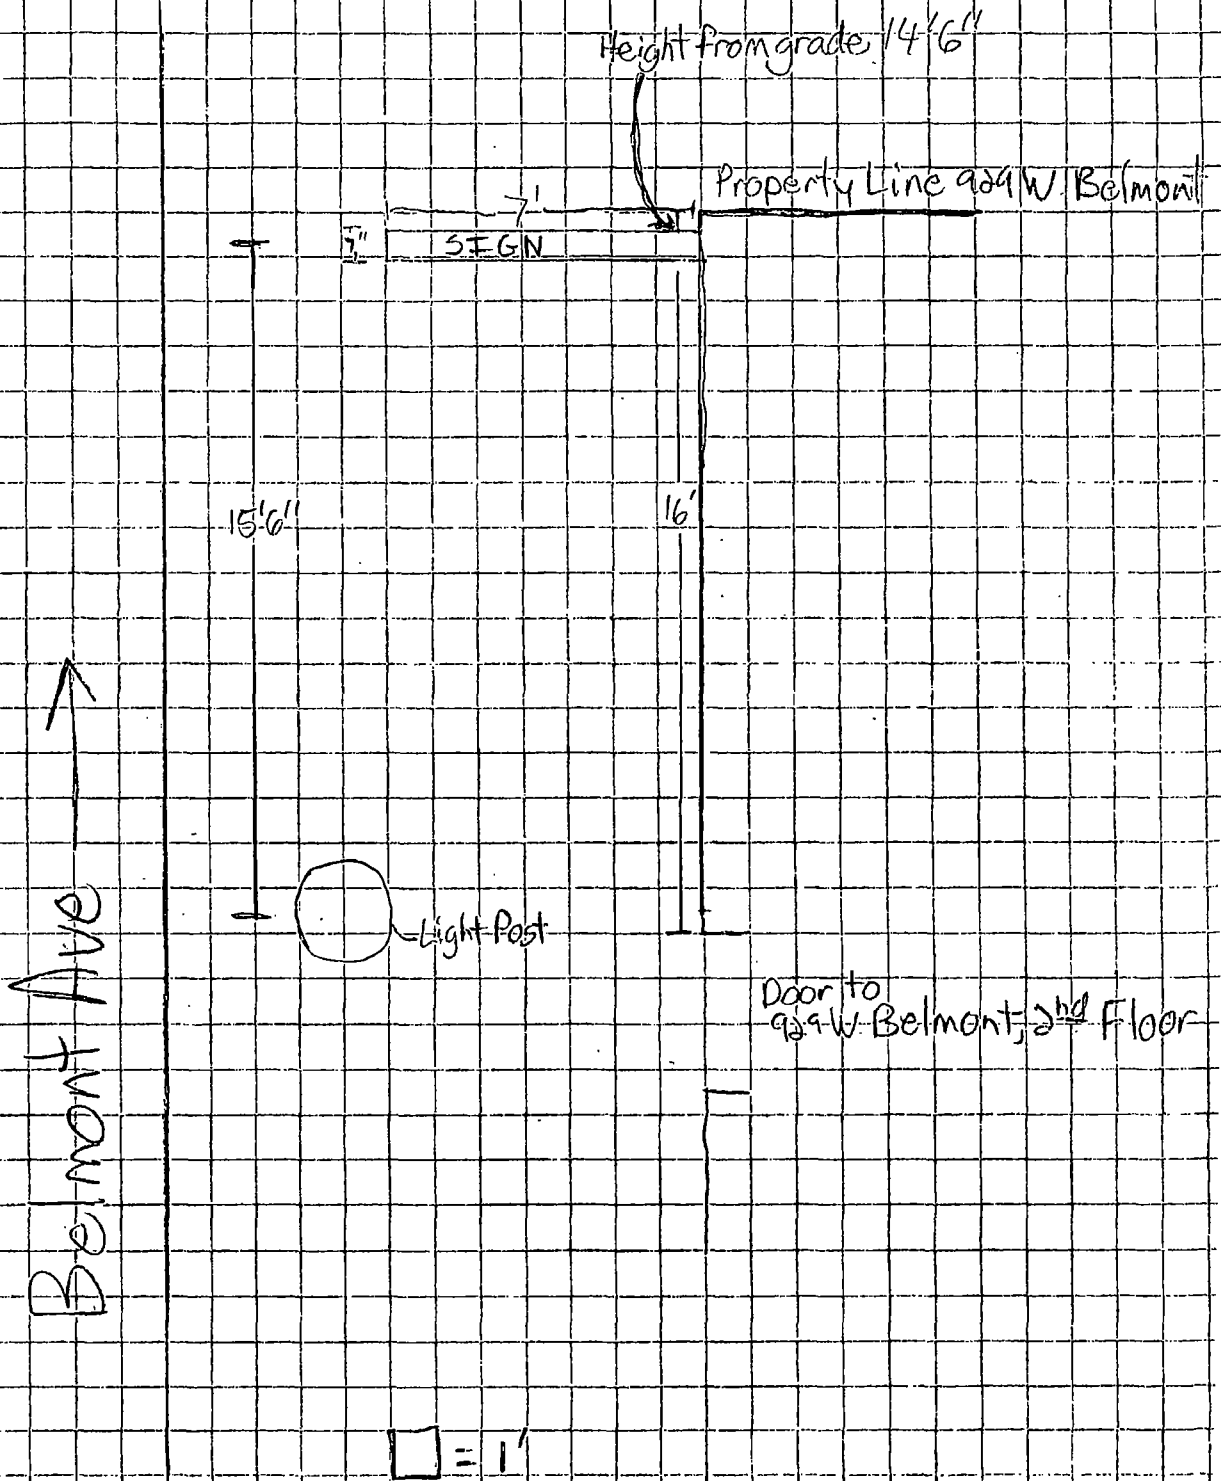 Height from grade 14'6"
Property Line 929 W. Belmont
7'
7"
SIGN
15'6"
16'
Light Post
Door to
929 W Belmont, 2nd Floor
Belmont Ave
= 1'